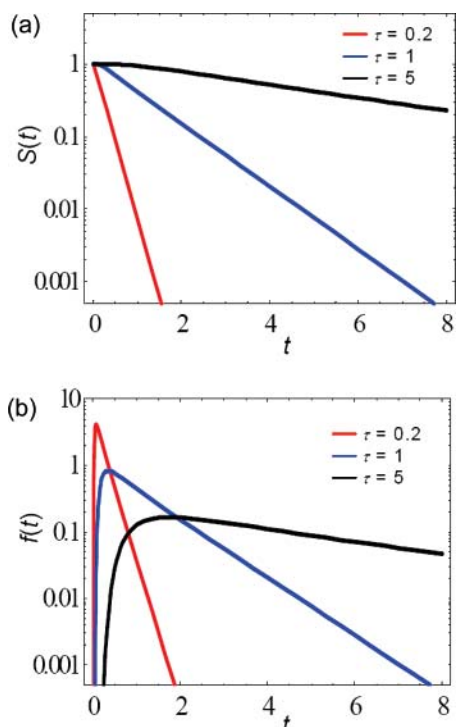 (a)
τ = 0.2
τ = 1
τ = 5
1
0.1
0.01
0.001
S(t)
0 2 4 6 8
t
(b)
τ = 0.2
τ = 1
τ = 5
10
1
0.1
0.01
0.001
f(t)
0 2 4 6 8
t